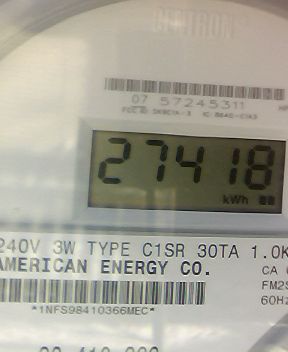 CENTRON
07 57245311
27418
kWh
240V 3W TYPE C1SR 30TA 1.0K
AMERICAN ENERGY CO.
CA
FM2S
60Hz
*1NFS98410366MEC*